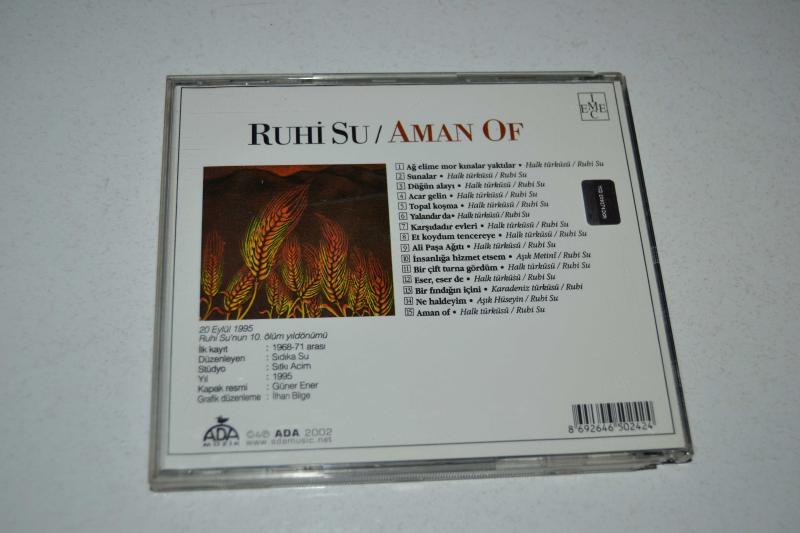 RUHİ SU / AMAN OF
I
EMEC
E
M
C
1 Ağ elime mor kınalar yaktılar • Halk türküsü / Ruhi Su
2 Sunalar • Halk türküsü / Ruhi Su
3 Düğün alayı • Halk türküsü / Ruhi Su
4 Acar gelin • Halk türküsü / Ruhi Su
5 Topal koşma • Halk türküsü / Ruhi Su
6 Yalandır da • Halk türküsü / Ruhi Su
7 Karşıdadır evleri • Halk türküsü / Ruhi Su
8 Et koydum tencereye • Halk türküsü / Ruhi Su
9 Ali Paşa Ağıtı • Halk türküsü / Ruhi Su
10 İnsanlığa hizmet etsem • Aşık Metinî / Ruhi Su
11 Bir çift turna gördüm • Halk türküsü / Ruhi Su
12 Eser, eser de • Halk türküsü / Ruhi Su
13 Bir fındığın içini • Karadeniz türküsü / Ruhi
14 Ne haldeyim • Aşık Hüseyin / Ruhi Su
15 Aman of • Halk türküsü / Ruhi Su
20 Eylül 1995
Ruhi Su'nun 10. ölüm yıldönümü
İlk kayıt : 1968-71 arası
Düzenleyen : Sıdıka Su
Stüdyo : Sıtkı Acim
Yıl : 1995
Kapak resmi : Güner Ener
Grafik düzenleme : İlhan Bilge
ADA
MÜZİK
©℗ ADA 2002
www.adamusic.net
8 692646 502424